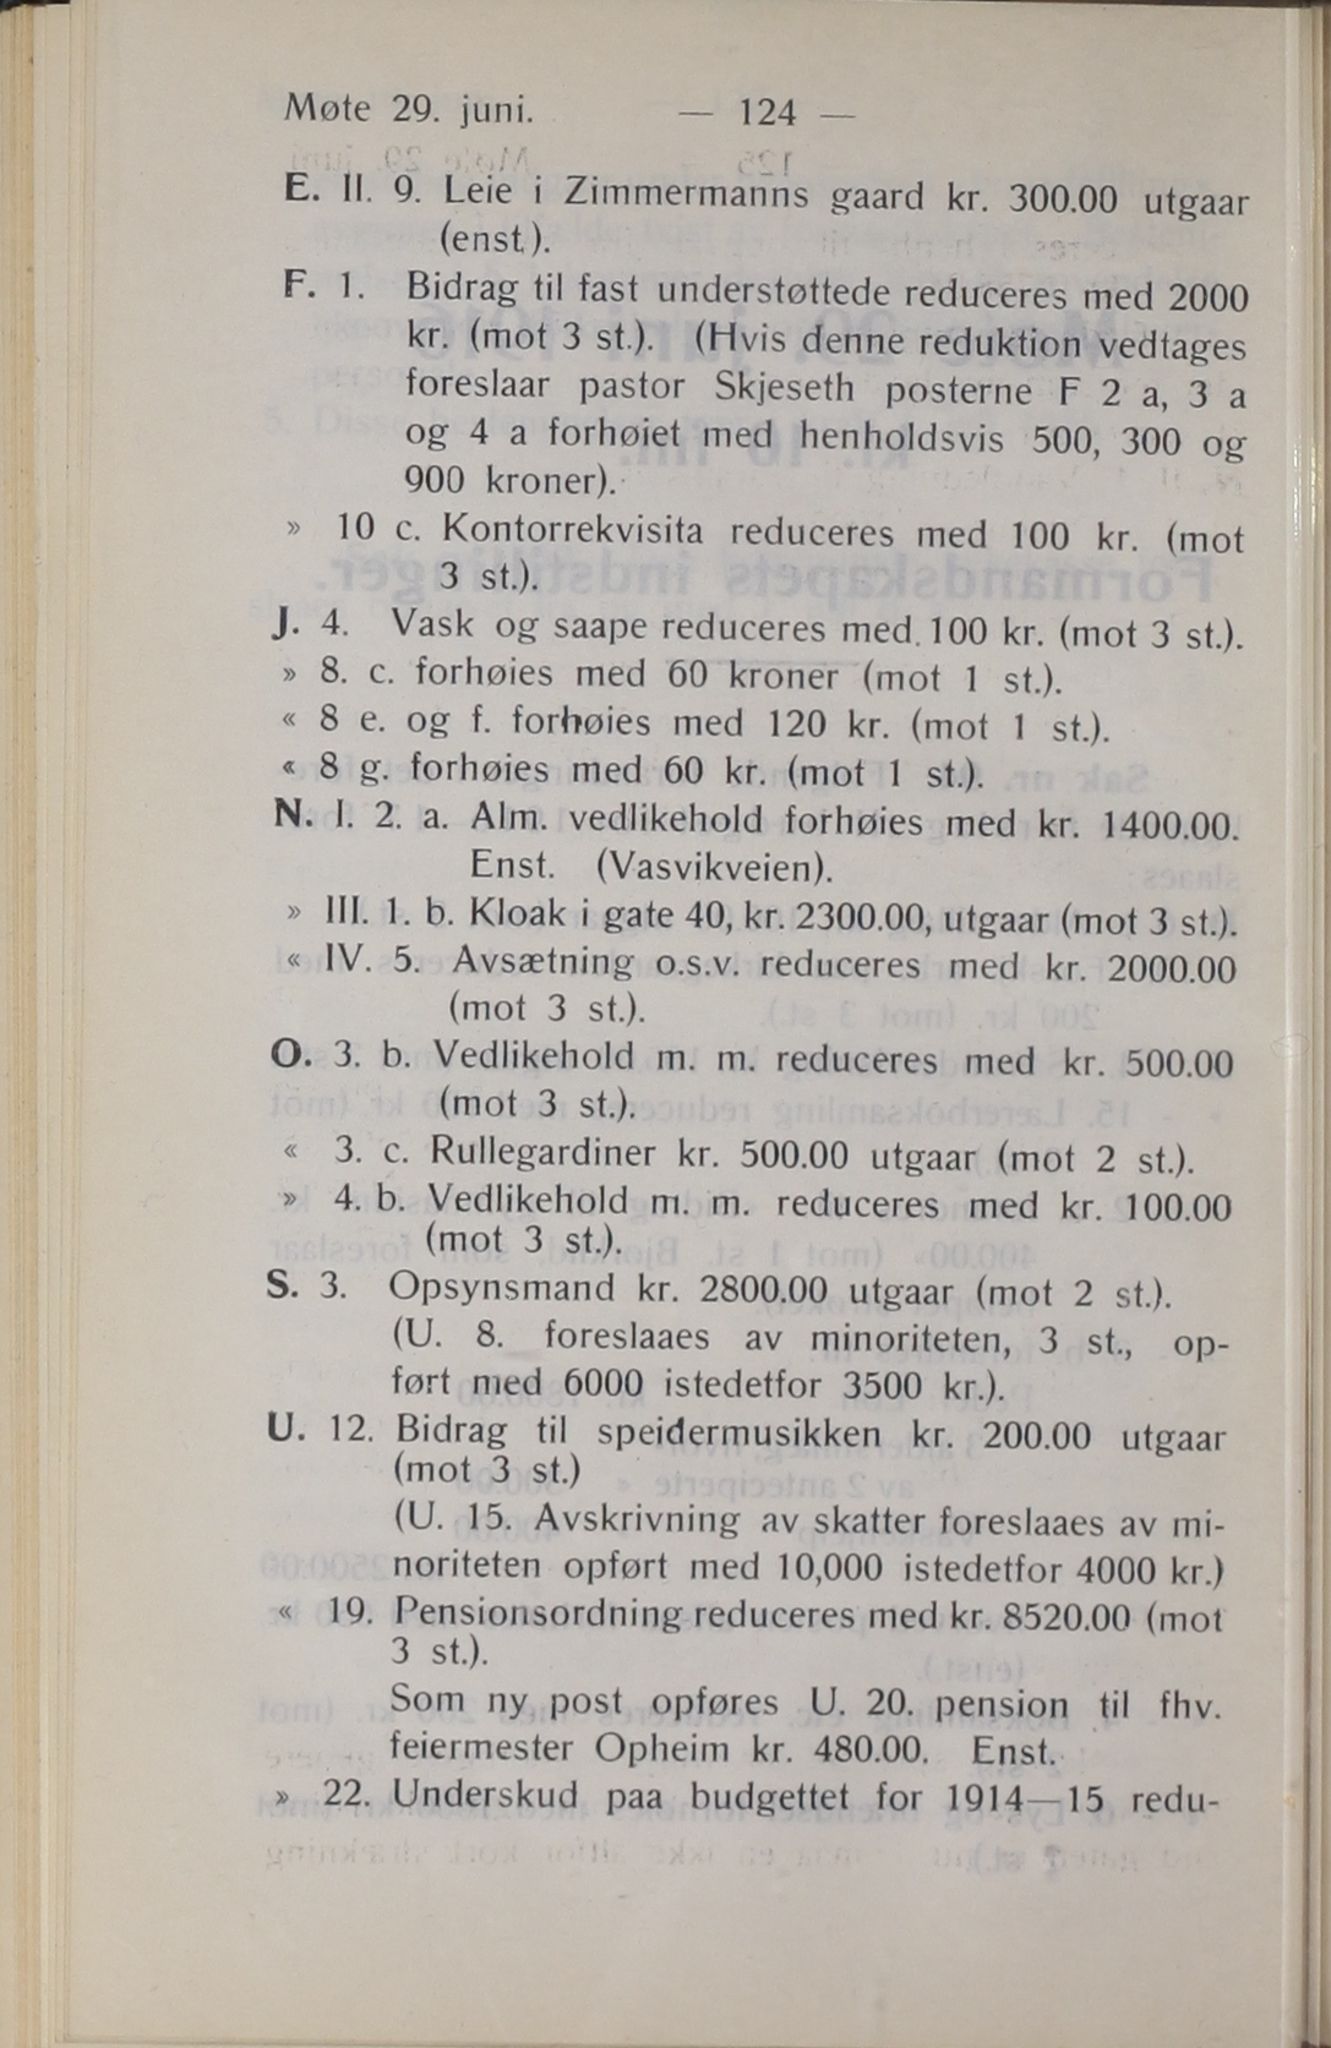 Møte 29. juni. — 124 —
E. II. 9. Leie i Zimmermanns gaard kr. 300.00 utgaar
(enst.).
F. 1. Bidrag til fast understøttede reduceres med 2000
kr. (mot 3 st.). (Hvis denne reduktion vedtages
foreslaar pastor Skjeseth posterne F 2 a, 3 a
og 4 a forhøiet med henholdsvis 500, 300 og
900 kroner).
» 10 c. Kontorrekvisita reduceres med 100 kr. (mot
3 st.).
J. 4. Vask og saape reduceres med 100 kr. (mot 3 st.).
» 8. c. forhøies med 60 kroner (mot 1 st.).
« 8 e. og f. forhøies med 120 kr. (mot 1 st.).
« 8 g. forhøies med 60 kr. (mot 1 st.).
N. I. 2. a. Alm. vedlikehold forhøies med kr. 1400.00.
Enst. (Vasvikveien).
» III. 1. b. Kloak i gate 40, kr. 2300.00, utgaar (mot 3 st.).
« IV. 5. Avsætning o.s.v. reduceres med kr. 2000.00
(mot 3 st.).
O. 3. b. Vedlikehold m. m. reduceres med kr. 500.00
(mot 3 st.).
« 3. c. Rullegardiner kr. 500.00 utgaar (mot 2 st.).
» 4. b. Vedlikehold m. m. reduceres med kr. 100.00
(mot 3 st.).
S. 3. Opsynsmand kr. 2800.00 utgaar (mot 2 st.).
(U. 8. foreslaaes av minoriteten, 3 st., op-
ført med 6000 istedetfor 3500 kr.).
U. 12. Bidrag til speidermusikken kr. 200.00 utgaar
(mot 3 st.)
(U. 15. Avskrivning av skatter foreslaaes av mi-
noriteten opført med 10,000 istedetfor 4000 kr.)
« 19. Pensionsordning reduceres med kr. 8520.00 (mot
3 st.).
Som ny post opføres U. 20. pension til fhv.
feiermester Opheim kr. 480.00. Enst.
» 22. Underskud paa budgettet for 1914—15 redu-